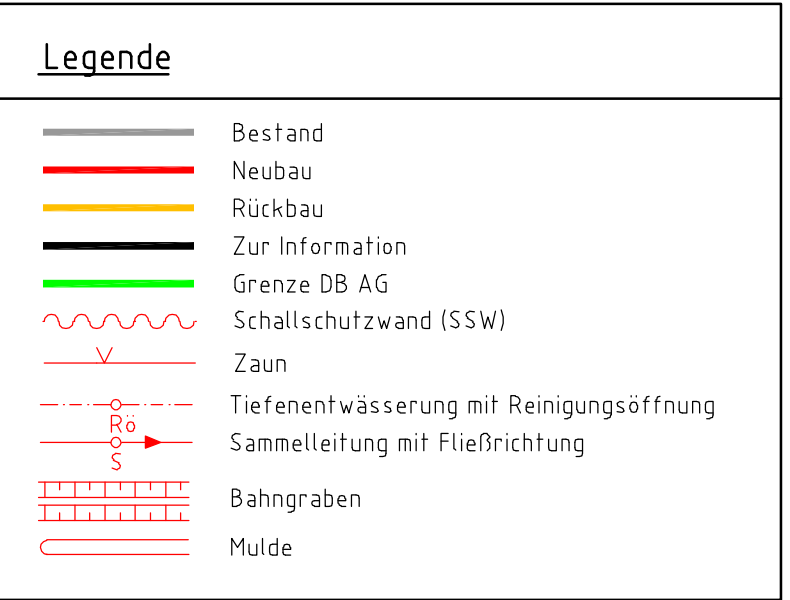 Legende
Bestand
Neubau
Rückbau
Zur Information
Grenze DB AG
Schallschutzwand (SSW)
Zaun
Tiefenentwässerung mit Reinigungsöffnung
Rö
Sammelleitung mit Fließrichtung
S
Bahngraben
Mulde